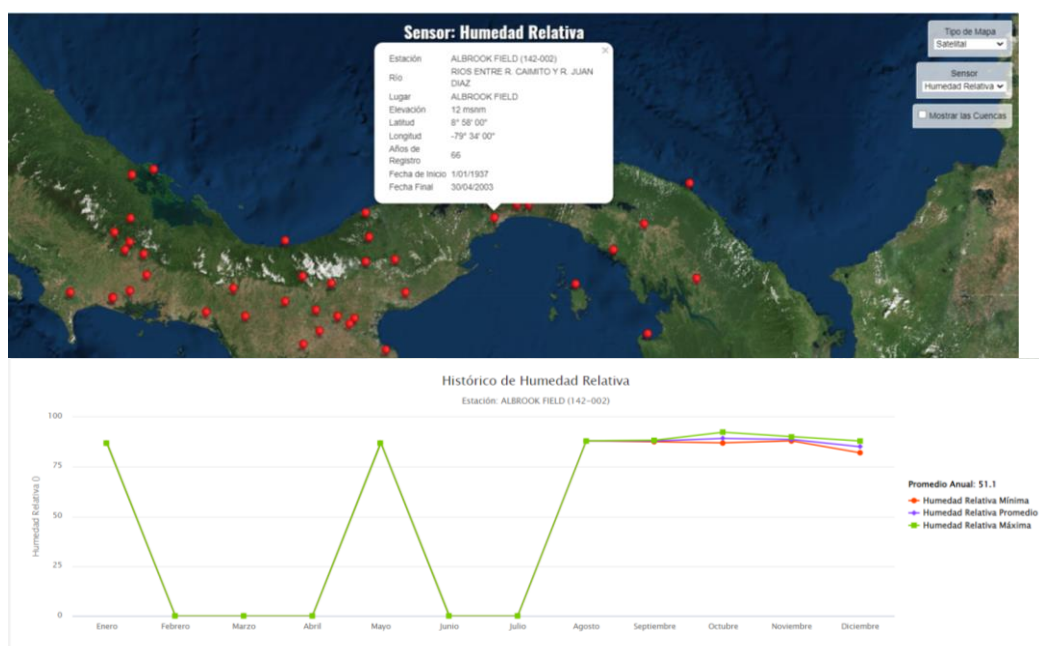 Sensor: Humedad Relativa
Tipo de Mapa
Satelital
Sensor
Humedad Relativa
Mostrar las Cuencas
×
Estación ALBROOK FIELD (142-002)
Río RIOS ENTRE R. CAIMITO Y R. JUAN
DIAZ
Lugar ALBROOK FIELD
Elevación 12 msnm
Latitud 8° 58' 00"
Longitud -79° 34' 00"
Años de
Registro 66
Fecha de Inicio 1/01/1937
Fecha Final 30/04/2003
Histórico de Humedad Relativa
Estación: ALBROOK FIELD (142-002)
Humedad Relativa ()
100
75
50
25
0
Enero Febrero Marzo Abril Mayo Junio Julio Agosto Septiembre Octubre Noviembre Diciembre
Promedio Anual: 51.1
Humedad Relativa Mínima
Humedad Relativa Promedio
Humedad Relativa Máxima